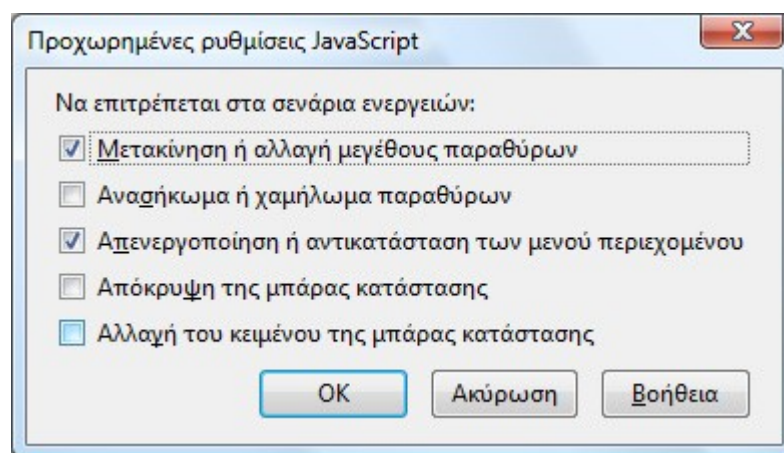 Προχωρημένες ρυθμίσεις JavaScript
Να επιτρέπεται στα σενάρια ενεργειών:
Μετακίνηση ή αλλαγή μεγέθους παραθύρων
Ανασήκωμα ή χαμήλωμα παραθύρων
Απενεργοποίηση ή αντικατάσταση των μενού περιεχομένου
Απόκρυψη της μπάρας κατάστασης
Αλλαγή του κειμένου της μπάρας κατάστασης
OK Ακύρωση Βοήθεια